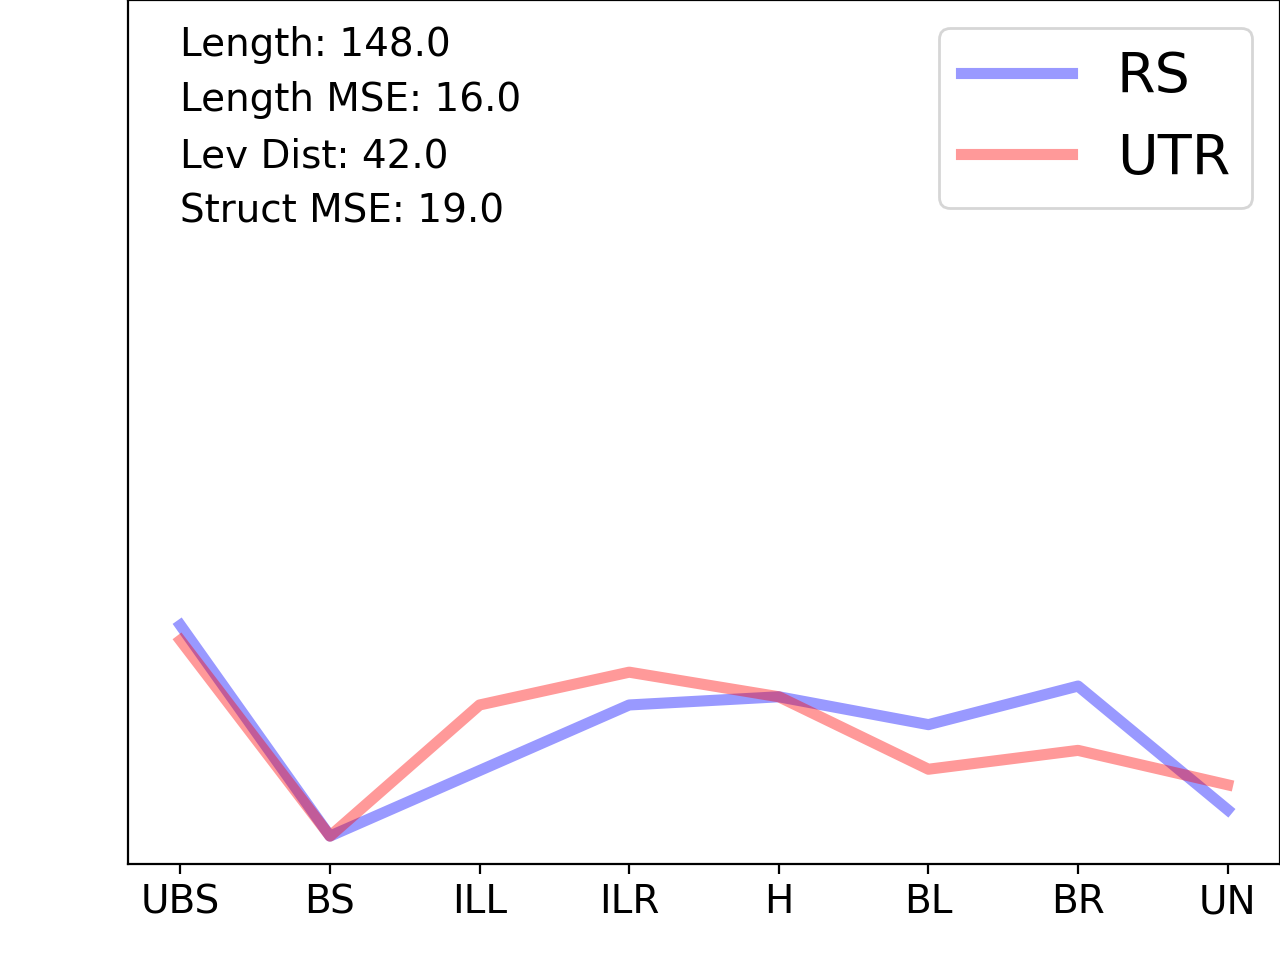 Length: 148.0
Length MSE: 16.0
Lev Dist: 42.0
Struct MSE: 19.0
RS
UTR
UBS BS ILL ILR H BL BR UN